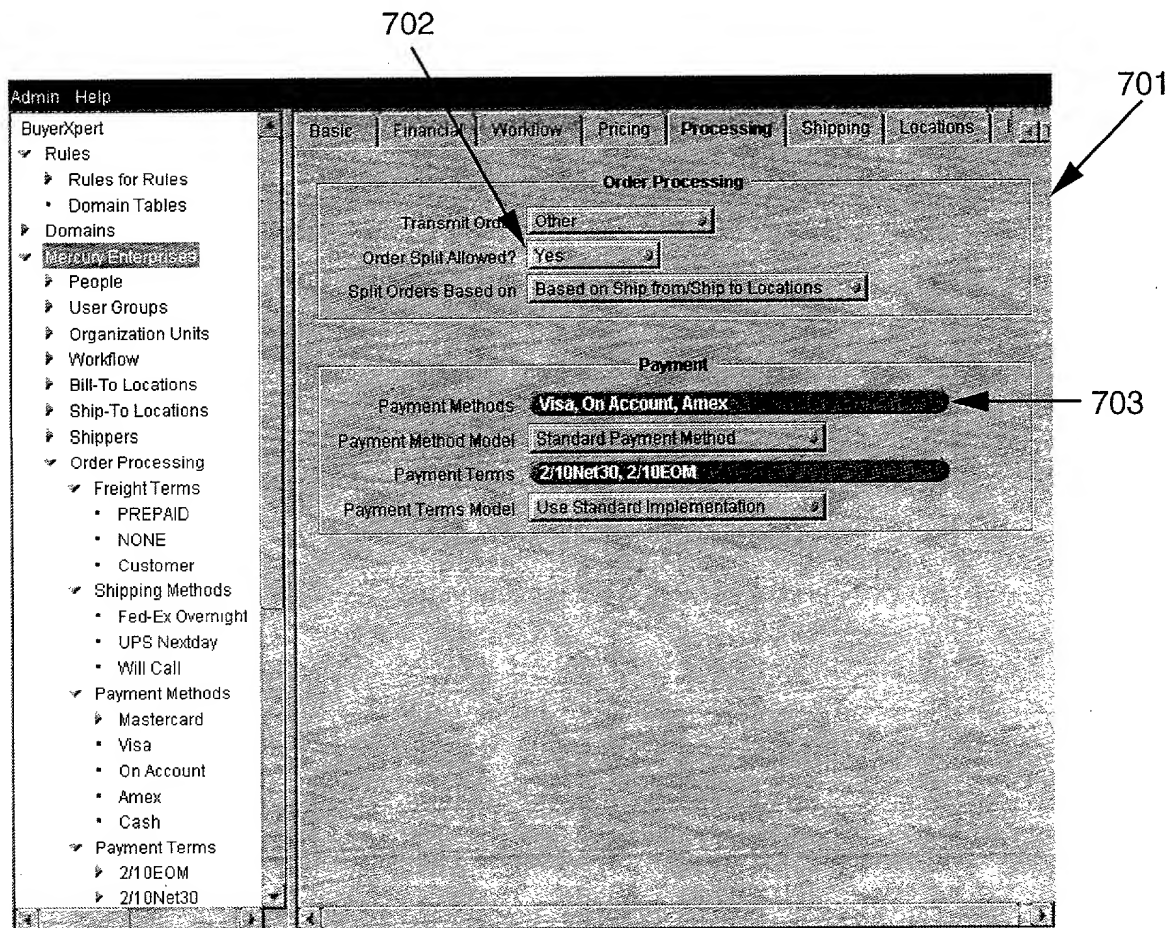 702
701
Admin Help
BuyerXpert
Rules
Rules for Rules
Domain Tables
Domains
Mercury Enterprises
People
User Groups
Organization Units
Workflow
Bill-To Locations
Ship-To Locations
Shippers
Order Processing
Freight Terms
PREPAID
NONE
Customer
Shipping Methods
Fed-Ex Overnight
UPS Nextday
Will Call
Payment Methods
Mastercard
Visa
On Account
Amex
Cash
Payment Terms
2/10EOM
2/10Net30
Basic Financial Workflow Pricing Processing Shipping Locations
Order Processing
Transmit Order Other
Order Split Allowed? Yes
Split Orders Based on Based on Ship from/Ship to Locations
Payment
Payment Methods Visa, On Account, Amex
703
Payment Method Model Standard Payment Method
Payment Terms 2/10Net30, 2/10EOM
Payment Terms Model Use Standard Implementation